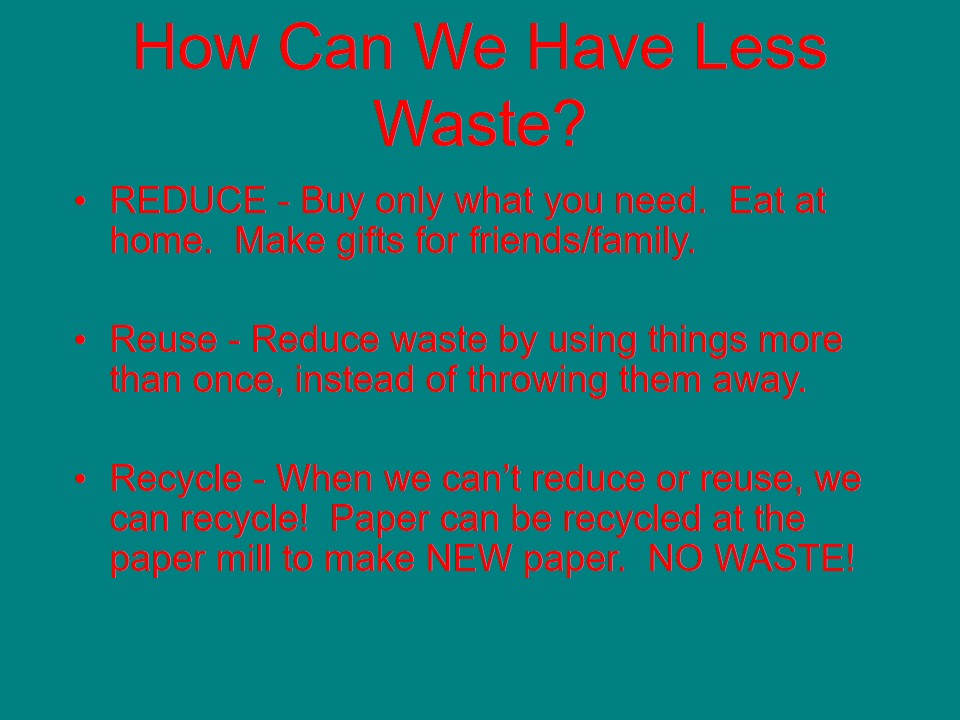 How Can We Have Less
Waste?
• REDUCE - Buy only what you need.  Eat at
home.  Make gifts for friends/family.
• Reuse - Reduce waste by using things more
than once, instead of throwing them away.
• Recycle - When we can’t reduce or reuse, we
can recycle!  Paper can be recycled at the
paper mill to make NEW paper.  NO WASTE!